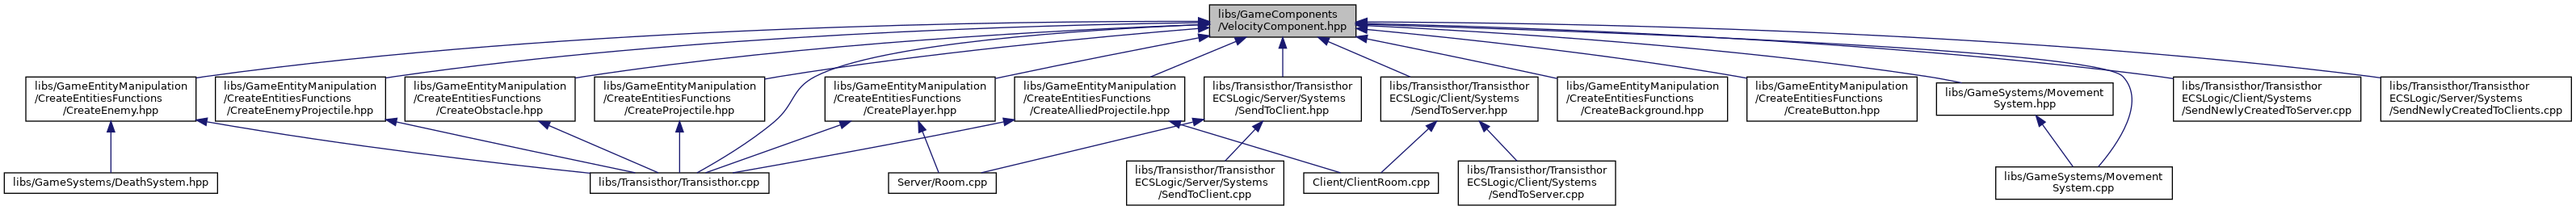 libs/GameComponents
/VelocityComponent.hpp
libs/GameEntityManipulation
/CreateEntitiesFunctions
/CreateEnemy.hpp
libs/GameEntityManipulation
/CreateEntitiesFunctions
/CreateEnemyProjectile.hpp
libs/GameEntityManipulation
/CreateEntitiesFunctions
/CreateObstacle.hpp
libs/GameEntityManipulation
/CreateEntitiesFunctions
/CreateProjectile.hpp
libs/GameEntityManipulation
/CreateEntitiesFunctions
/CreatePlayer.hpp
libs/GameEntityManipulation
/CreateEntitiesFunctions
/CreateAlliedProjectile.hpp
libs/Transisthor/Transisthor
ECSLogic/Server/Systems
/SendToClient.hpp
libs/Transisthor/Transisthor
ECSLogic/Client/Systems
/SendToServer.hpp
libs/GameEntityManipulation
/CreateEntitiesFunctions
/CreateBackground.hpp
libs/GameEntityManipulation
/CreateEntitiesFunctions
/CreateButton.hpp
libs/GameSystems/Movement
System.hpp
libs/Transisthor/Transisthor
ECSLogic/Client/Systems
/SendNewlyCreatedToServer.cpp
libs/Transisthor/Transisthor
ECSLogic/Server/Systems
/SendNewlyCreatedToClients.cpp
libs/GameSystems/DeathSystem.hpp
libs/Transisthor/Transisthor.cpp
Server/Room.cpp
libs/Transisthor/Transisthor
ECSLogic/Server/Systems
/SendToClient.cpp
Client/ClientRoom.cpp
libs/Transisthor/Transisthor
ECSLogic/Client/Systems
/SendToServer.cpp
libs/GameSystems/Movement
System.cpp